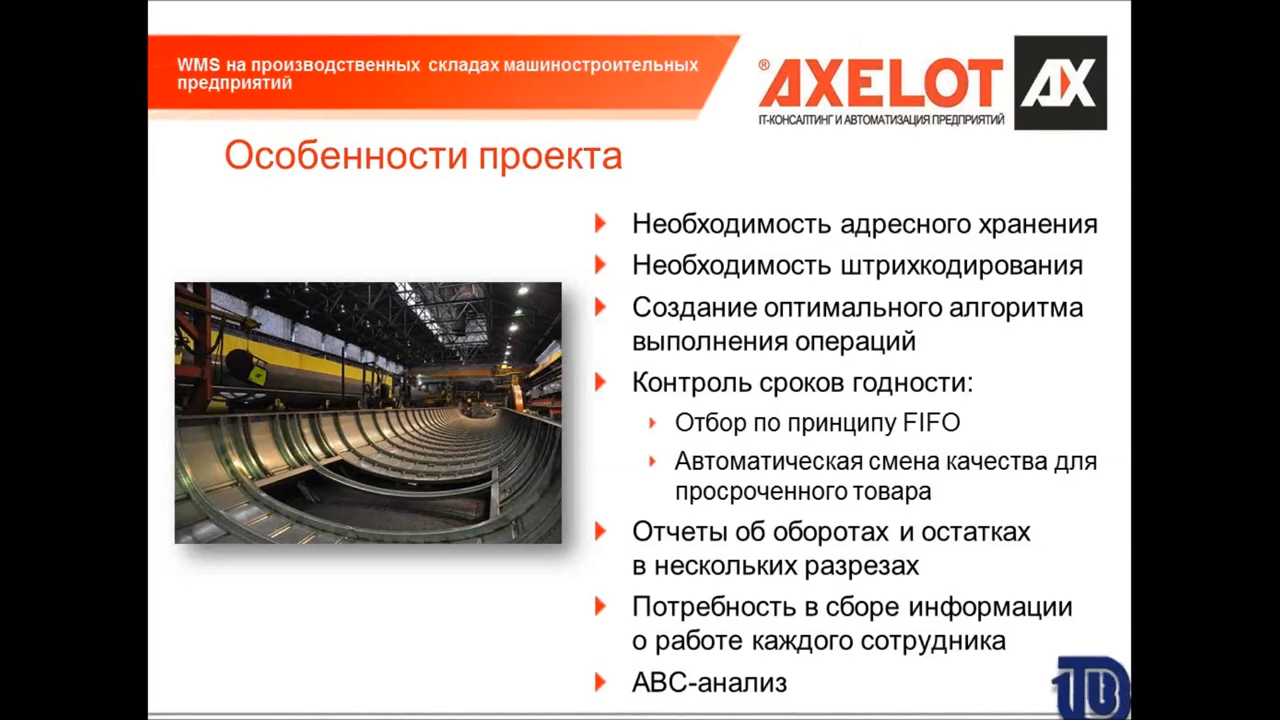 WMS на производственных складах машиностроительных
предприятий
® AXELOT AX
IT-КОНСАЛТИНГ И АВТОМАТИЗАЦИЯ ПРЕДПРИЯТИЙ
Особенности проекта
Необходимость адресного хранения
Необходимость штрихкодирования
Создание оптимального алгоритма
выполнения операций
Контроль сроков годности:
Отбор по принципу FIFO
Автоматическая смена качества для
просроченного товара
Отчеты об оборотах и остатках
в нескольких разрезах
Потребность в сборе информации
о работе каждого сотрудника
ABC-анализ